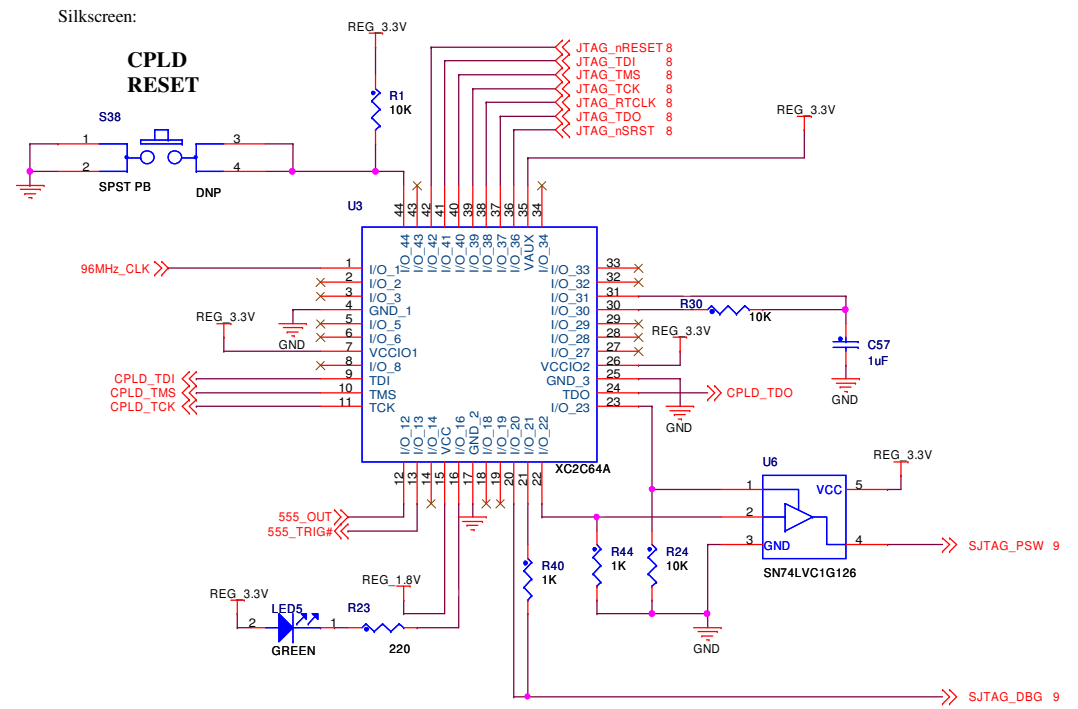 Silkscreen:
CPLD
RESET
REG_3.3V
R1
10K
JTAG_nRESET 8
JTAG_TDI 8
JTAG_TMS 8
JTAG_TCK 8
JTAG_RTCLK 8
JTAG_TDO 8
JTAG_nSRST 8
REG_3.3V
S38
1
2
3
4
SPST PB
DNP
U3
44
43
42
41
40
39
38
37
36
35
34
I/O_44
I/O_43
I/O_42
I/O_41
I/O_40
I/O_39
I/O_38
I/O_37
I/O_36
VAUX
I/O_34
96MHz_CLK
1 I/O_1
2 I/O_2
3 I/O_3
4 GND_1
5 I/O_5
6 I/O_6
7 VCCIO1
8 I/O_8
9 TDI
10 TMS
11 TCK
GND
REG_3.3V
CPLD_TDI
CPLD_TMS
CPLD_TCK
I/O_33 33
I/O_32 32
I/O_31 31
I/O_30 30
I/O_29 29
I/O_28 28
I/O_27 27
VCCIO2 26
GND_3 25
TDO 24
I/O_23 23
R30
10K
REG_3.3V
C57
1uF
GND
CPLD_TDO
GND
I/O_12
I/O_13
I/O_14
VCC
I/O_16
GND_2
I/O_18
I/O_19
I/O_20
I/O_21
I/O_22
XC2C64A
12
13
14
15
16
17
18
19
20
21
22
555_OUT
555_TRIG#
U6
REG_3.3V
1
2
3
VCC
GND
5
4
SN74LVC1G126
SJTAG_PSW 9
R40
1K
R44
1K
R24
10K
GND
REG_1.8V
REG_3.3V
LED5
2
1
GREEN
R23
220
SJTAG_DBG 9